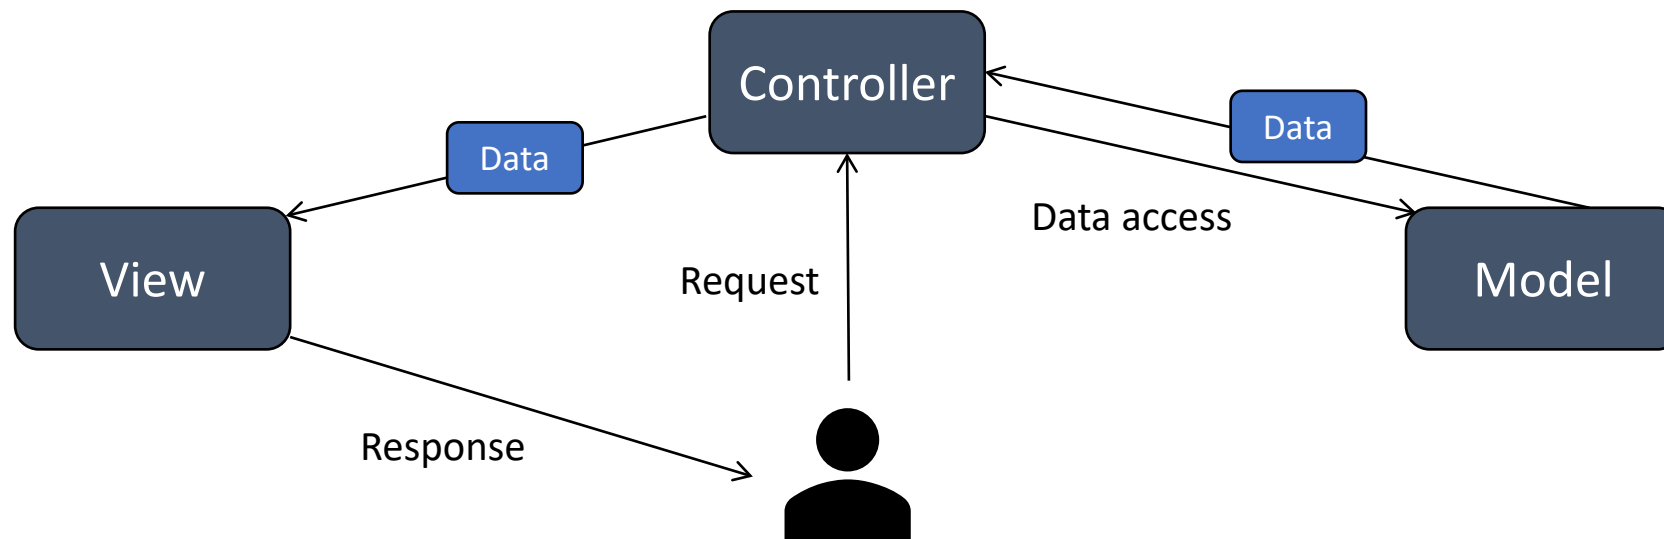 Controller
Data
Data
Data access
View
Request
Model
Response